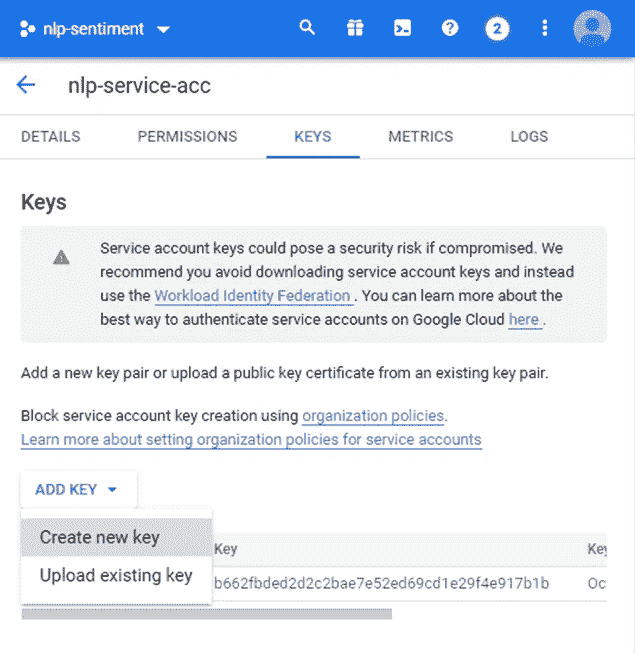 nlp-sentiment
2
nlp-service-acc
DETAILS PERMISSIONS KEYS METRICS LOGS
Keys
Service account keys could pose a security risk if compromised. We
recommend you avoid downloading service account keys and instead
use the Workload Identity Federation . You can learn more about the
best way to authenticate service accounts on Google Cloud here .
Add a new key pair or upload a public key certificate from an existing key pair.
Block service account key creation using organization policies.
Learn more about setting organization policies for service accounts
ADD KEY
Create new key
Key Key
Upload existing key
b662fbded2d2c2bae7e52ed69cd1e29f4e917b1b Oc